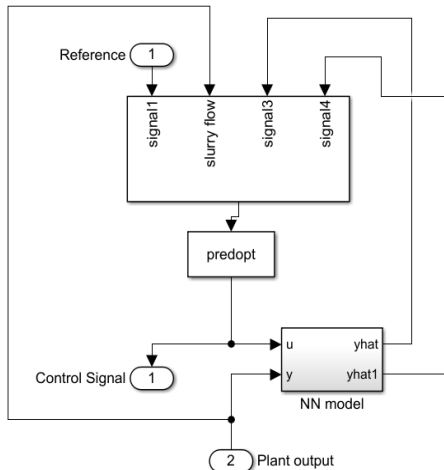 Reference
1
signal1
slurry flow
signal3
signal4
predopt
u
yhat
y
yhat1
NN model
Control Signal
1
2
Plant output